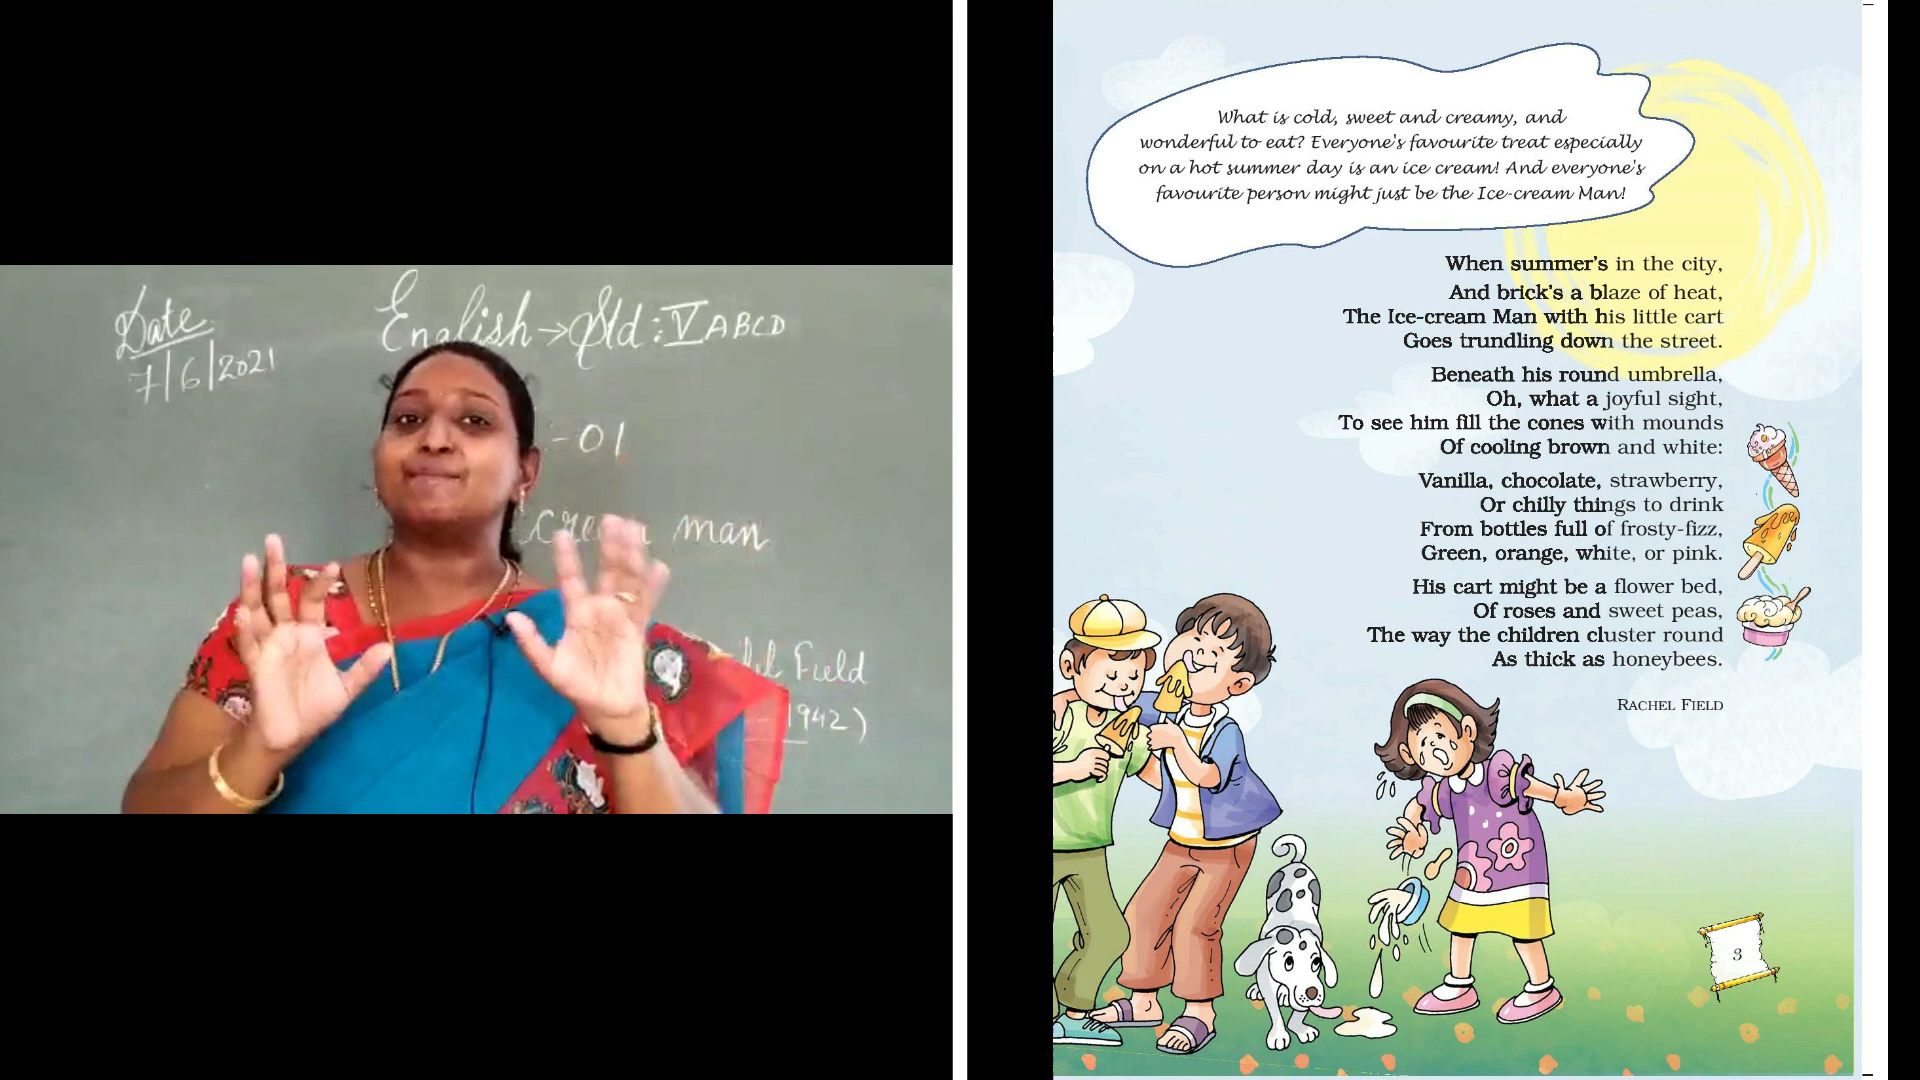 Date
7/6/2021
English → Std : V ABCD
-01
cream man
Field
1942)
What is cold, sweet and creamy, and
wonderful to eat? Everyone's favourite treat especially
on a hot summer day is an ice cream! And everyone's
favourite person might just be the Ice-cream Man!
When summer's in the city,
And brick's a blaze of heat,
The Ice-cream Man with his little cart
Goes trundling down the street.
Beneath his round umbrella,
Oh, what a joyful sight,
To see him fill the cones with mounds
Of cooling brown and white:
Vanilla, chocolate, strawberry,
Or chilly things to drink
From bottles full of frosty-fizz,
Green, orange, white, or pink.
His cart might be a flower bed,
Of roses and sweet peas,
The way the children cluster round
As thick as honeybees.
RACHEL FIELD
3